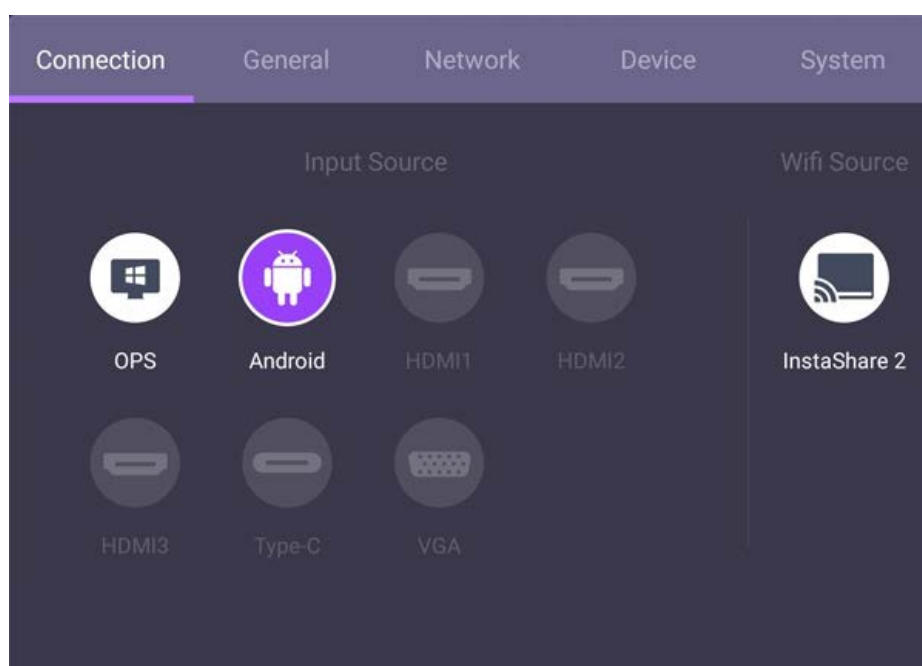 Connection General Network Device System
Input Source Wifi Source
OPS Android HDMI1 HDMI2 InstaShare 2
HDMI3 Type-C VGA